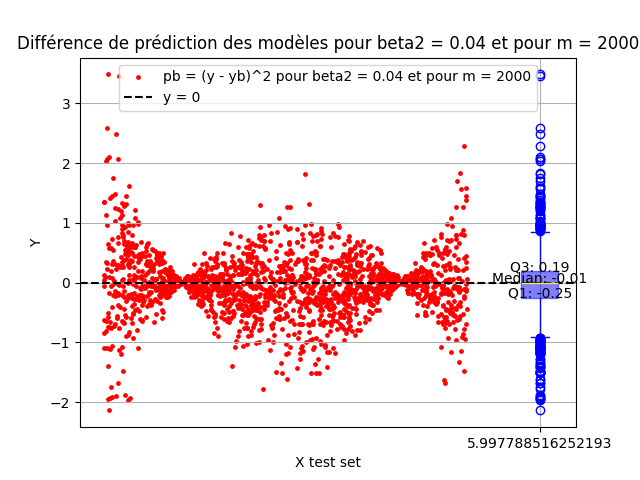 Différence de prédiction des modèles pour beta2 = 0.04 et pour m = 2000
pb = (y - yb)^2 pour beta2 = 0.04 et pour m = 2000
y = 0
3
2
1
0
−1
−2
Y
Q3: 0.19
Median: -0.01
Q1: -0.25
5.997788516252193
X test set